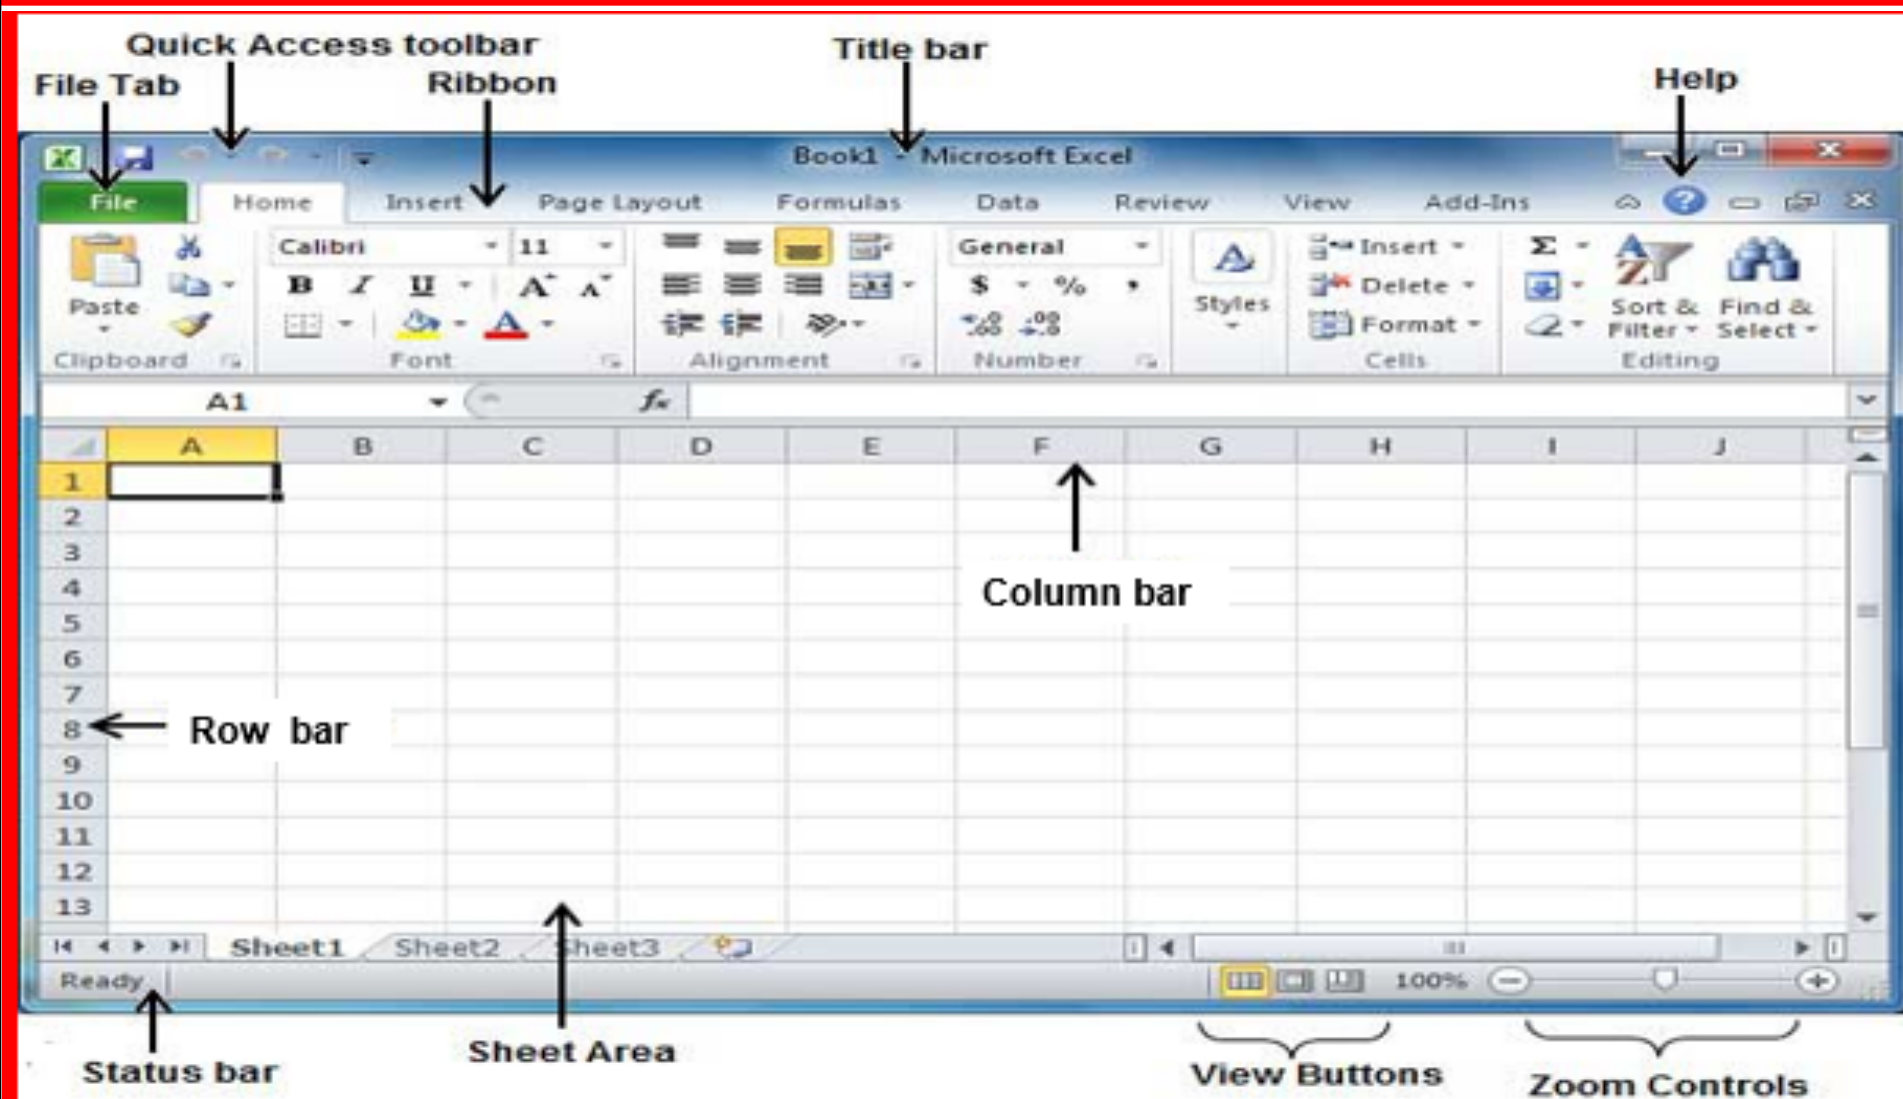 Quick Access toolbar
Title bar
File Tab
Ribbon
Help
Book1 - Microsoft Excel
File Home Insert Page Layout Formulas Data Review View Add-Ins
Calibri 11 General Insert
B I U A A $ % , Delete
Paste Styles Sort & Find &
Format Filter Select
Clipboard Font Alignment Number Cells Editing
A1 fx
A B C D E F G H I J
1
2
3
4
Column bar
5
6
7
8 Row bar
9
10
11
12
13
Sheet1 Sheet2 Sheet3
Ready 100%
Status bar
Sheet Area
View Buttons
Zoom Controls